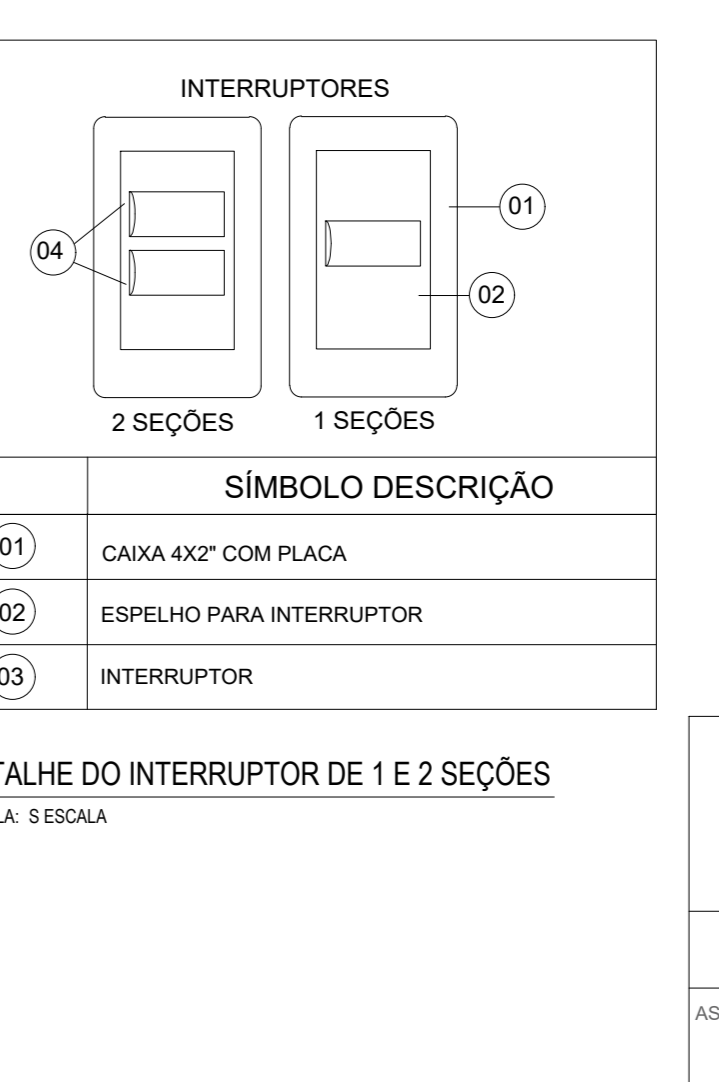 INTERRUPTORES
01
04
02
2 SEÇÕES
1 SEÇÕES
SÍMBOLO DESCRIÇÃO
01 CAIXA 4X2" COM PLACA
02 ESPELHO PARA INTERRUPTOR
03 INTERRUPTOR
TALHE DO INTERRUPTOR DE 1 E 2 SEÇÕES
LA: S ESCALA
AS